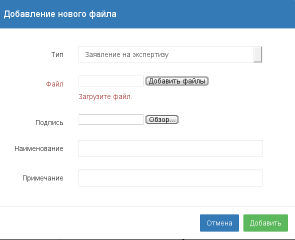 Добавление нового файла
Тип Заявление на экспертизу
Файл Добавить файлы
Загрузите файл.
Подпись Обзор...
Наименование
Примечание
Отмена Добавить